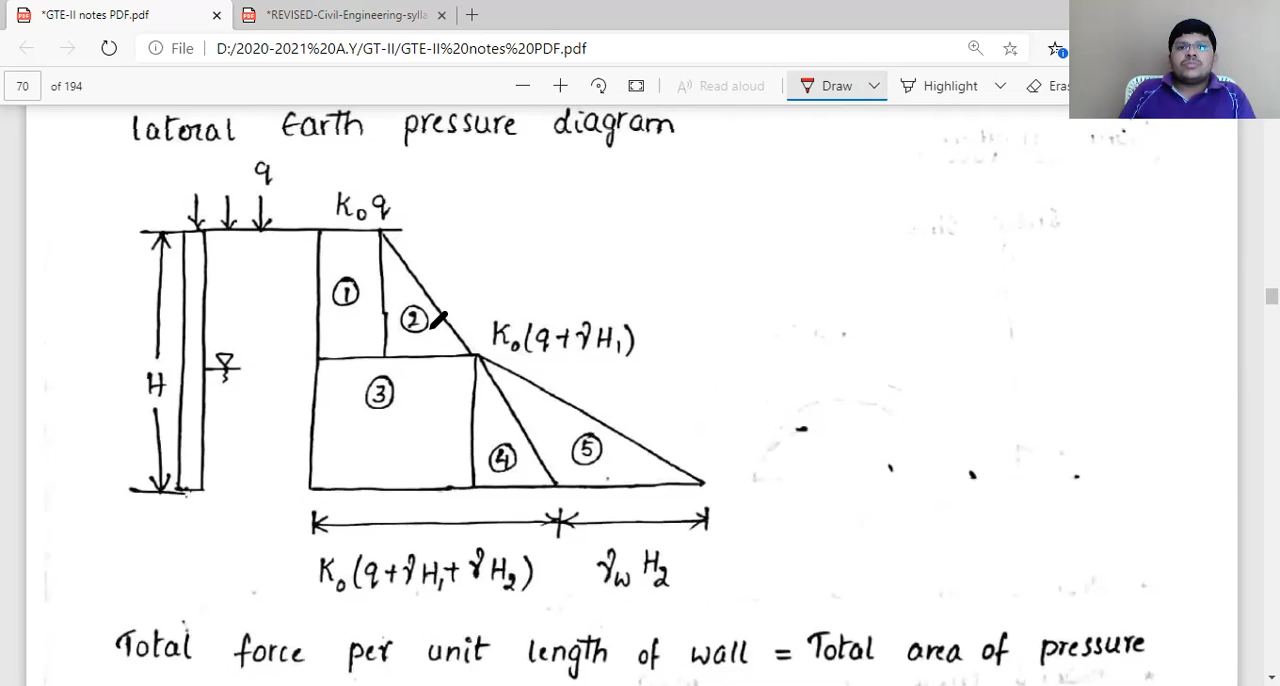 *GTE-II notes PDF.pdf
*REVISED-Civil-Engineering-sylla
File
D:/2020-2021%20A.Y/GT-II/GTE-II%20notes%20PDF.pdf
70 of 194
Read aloud
Draw
Highlight
Eras
lateral Earth pressure diagram
q
K₀q
①
②
K₀(q+γH₁)
H
③
④
⑤
K₀(q+γH₁+γH₂)
γw H₂
Total force per unit length of wall = Total area of pressure